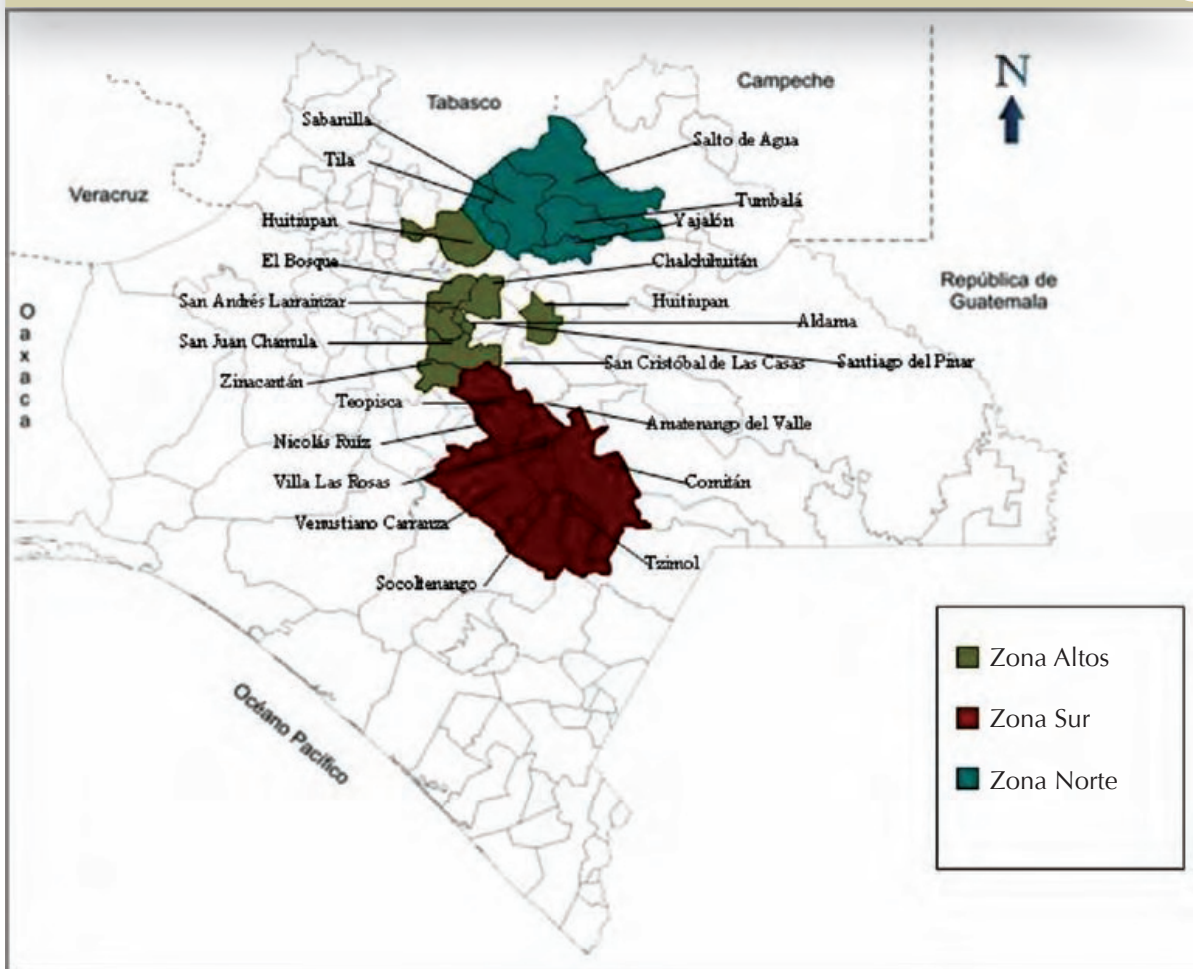 N
Campeche
Tabasco
Sabanilla
Salto de Agua
Tila
Veracruz
Tumbalá
Huitiupan
Yajalón
El Bosque
Chalchihuitán
República de
Guatemala
San Andrés Larrainzar
Huitiupan
Oaxaca
Aldama
San Juan Chamula
San Cristóbal de Las Casas
Santiago del Pinar
Zinacantán
Teopisca
Amatenango del Valle
Nicolás Ruíz
Villa Las Rosas
Comitán
Venustiano Carranza
Tzimol
Socoltenango
Océano Pacífico
Zona Altos
Zona Sur
Zona Norte